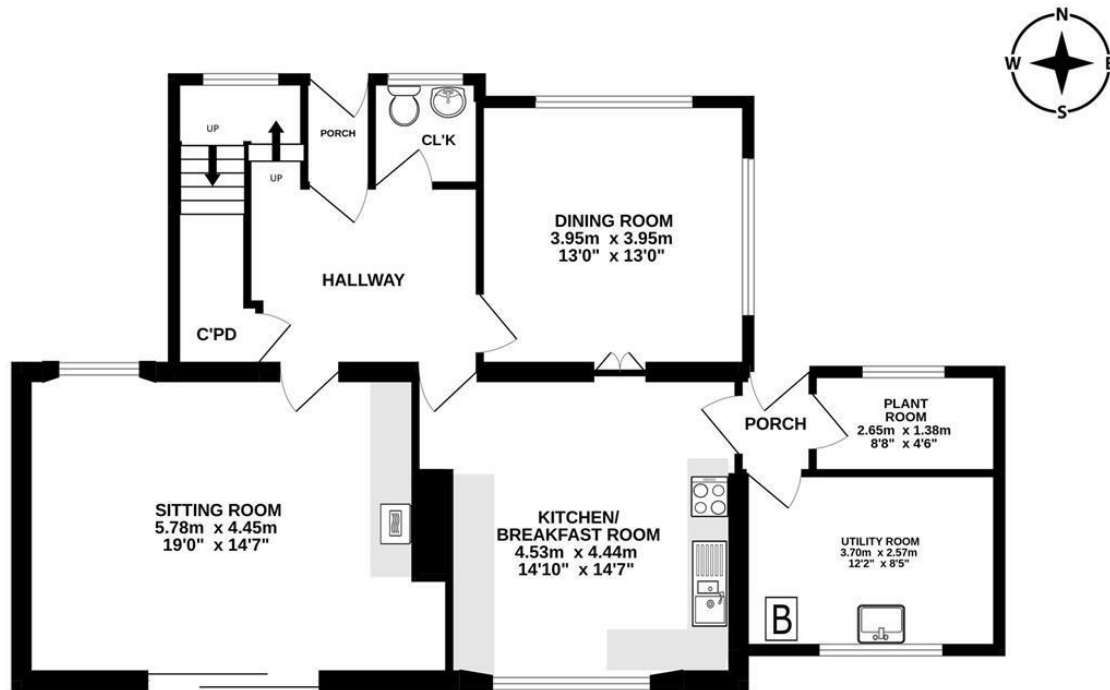 N
W
E
S
UP
UP
PORCH
CL'K
DINING ROOM
3.95m x 3.95m
13'0" x 13'0"
HALLWAY
C'PD
SITTING ROOM
5.78m x 4.45m
19'0" x 14'7"
KITCHEN/
BREAKFAST ROOM
4.53m x 4.44m
14'10" x 14'7"
PORCH
PLANT
ROOM
2.65m x 1.38m
8'8" x 4'6"
UTILITY ROOM
3.70m x 2.57m
12'2" x 8'5"
B